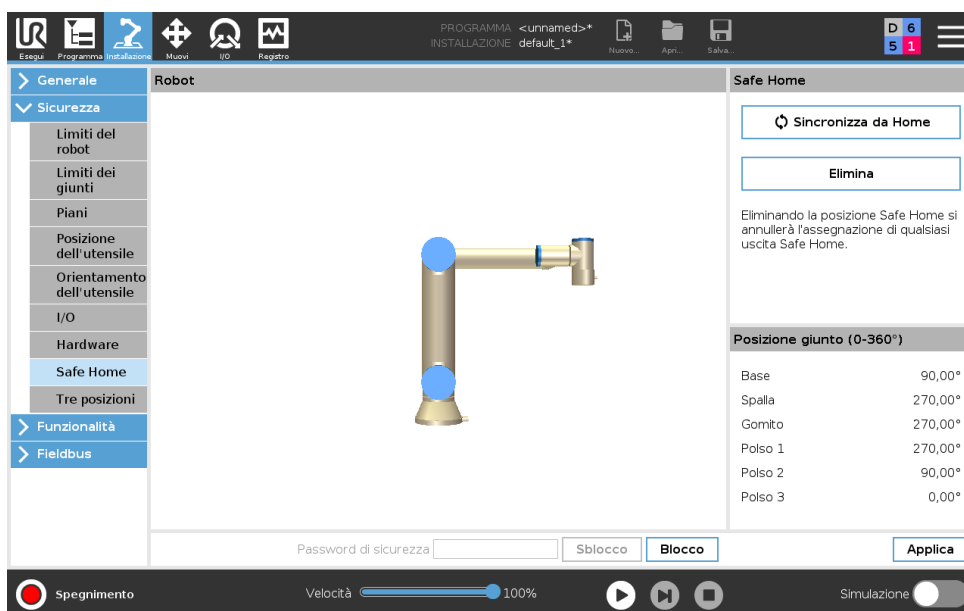 UR
Esegui
Programma
Installazione
Muovi
I/O
Registro
PROGRAMMA <unnamed>*
INSTALLAZIONE default_1*
Nuovo...
Apri...
Salva...
D 6
5 1
Generale
Sicurezza
Limiti del
robot
Limiti dei
giunti
Piani
Posizione
dell'utensile
Orientamento
dell'utensile
I/O
Hardware
Safe Home
Tre posizioni
Funzionalità
Fieldbus
Robot
Safe Home
Sincronizza da Home
Elimina
Eliminando la posizione Safe Home si
annullerà l'assegnazione di qualsiasi
uscita Safe Home.
Posizione giunto (0-360°)
Base 90,00°
Spalla 270,00°
Gomito 270,00°
Polso 1 270,00°
Polso 2 90,00°
Polso 3 0,00°
Password di sicurezza
Sblocco
Blocco
Applica
Spegnimento
Velocità
100%
Simulazione